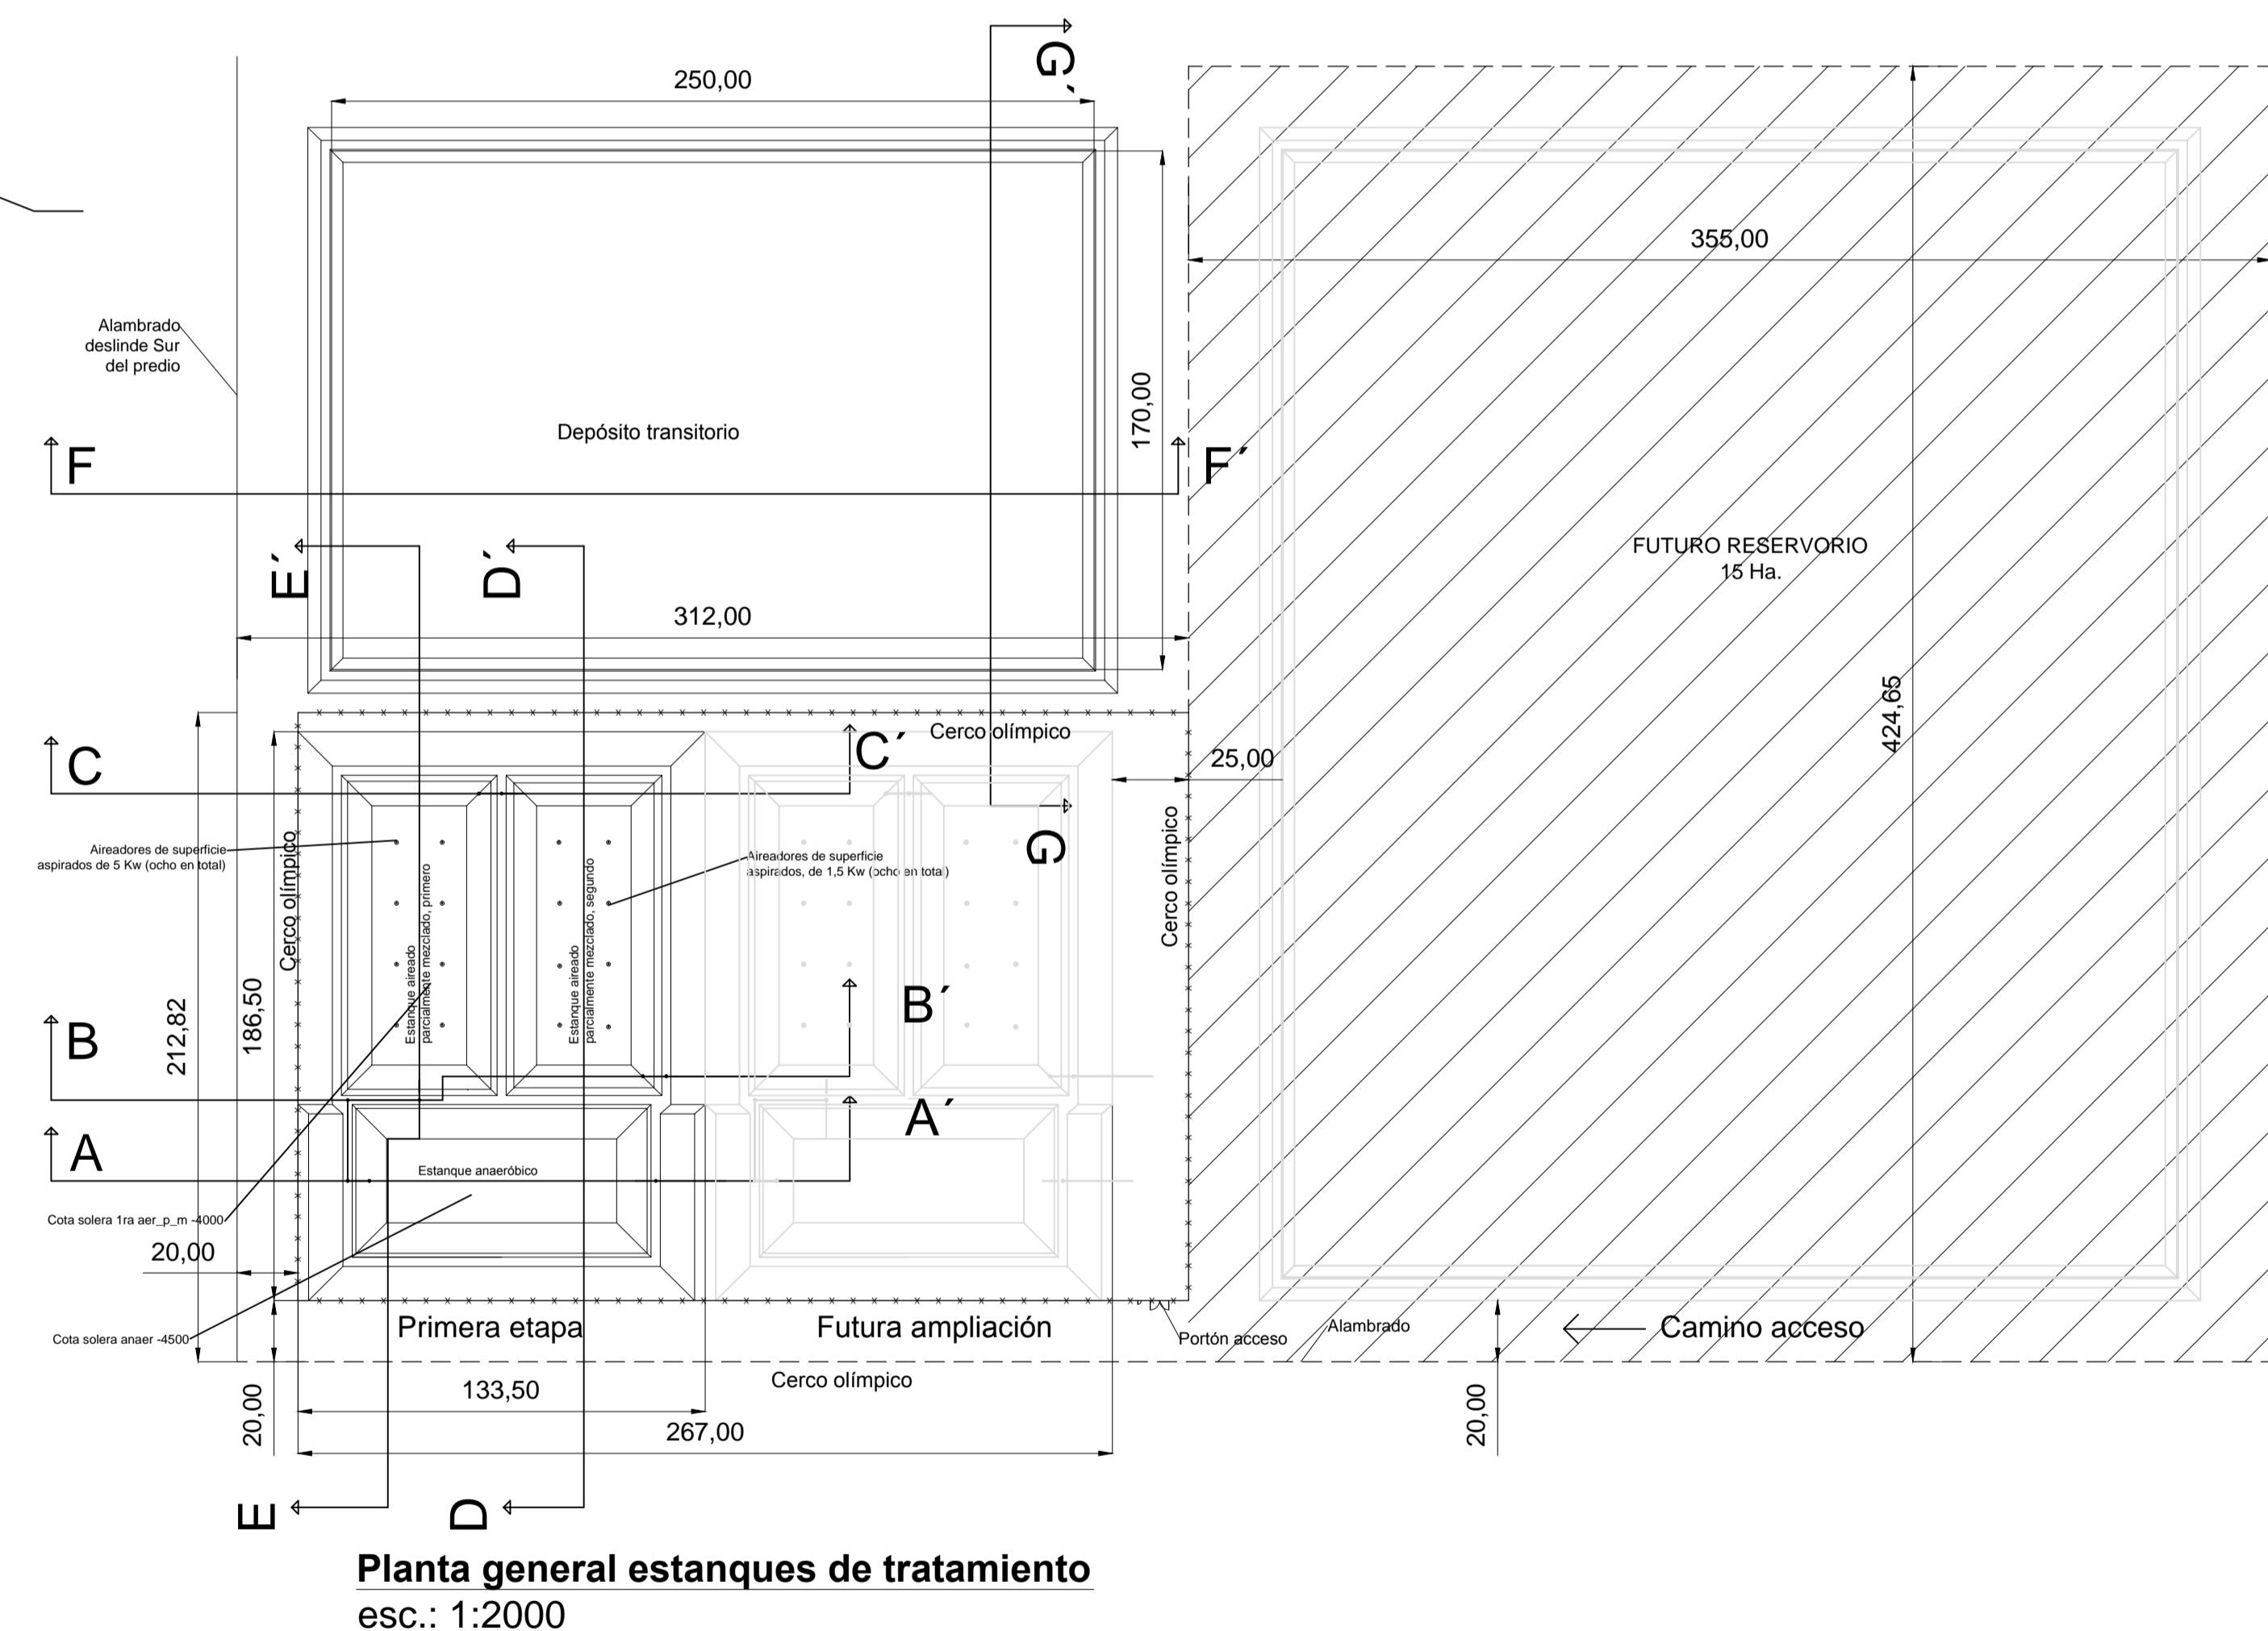 G´
250,00
355,00
Alambrado
deslinde Sur
del predio
170,00
Depósito transitorio
F
F´
FUTURO RESERVORIO
15 Ha.
E´
D´
312,00
424,65
Cerco olímpico
C
C´
25,00
Aireadores de superficie
aspirados de 5 Kw (ocho en total)
Cerco olímpico
Estanque aireado
parcialmente mezclado, primero
Estanque aireado
parcialmente mezclado, segundo
Aireadores de superficie
aspirados, de 1,5 Kw (ocho en total)
G
Cerco olímpico
212,82
186,50
B
B´
A
A´
Estanque anaeróbico
Cota solera 1ra aer_p_m -4000
20,00
Cota solera anaer -4500
Primera etapa
Futura ampliación
Portón acceso
Alambrado
Camino acceso
Cerco olímpico
20,00
133,50
267,00
20,00
E
D
Planta general estanques de tratamiento
esc.: 1:2000